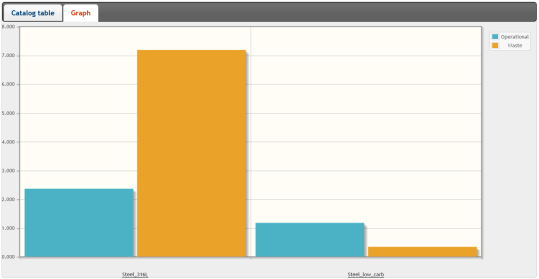 Catalog table
Graph
8.000
7.000
6.000
5.000
4.000
3.000
2.000
1.000
0.000
Operational
Waste
Steel_316L
Steel_low_carb